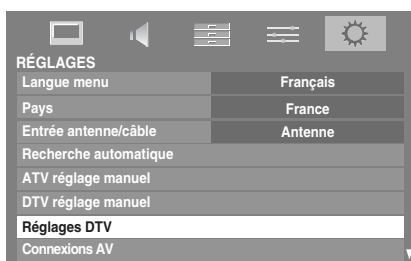 RÉGLAGES
Langue menu Français
Pays France
Entrée antenne/câble Antenne
Recherche automatique
ATV réglage manuel
DTV réglage manuel
Réglages DTV
Connexions AV